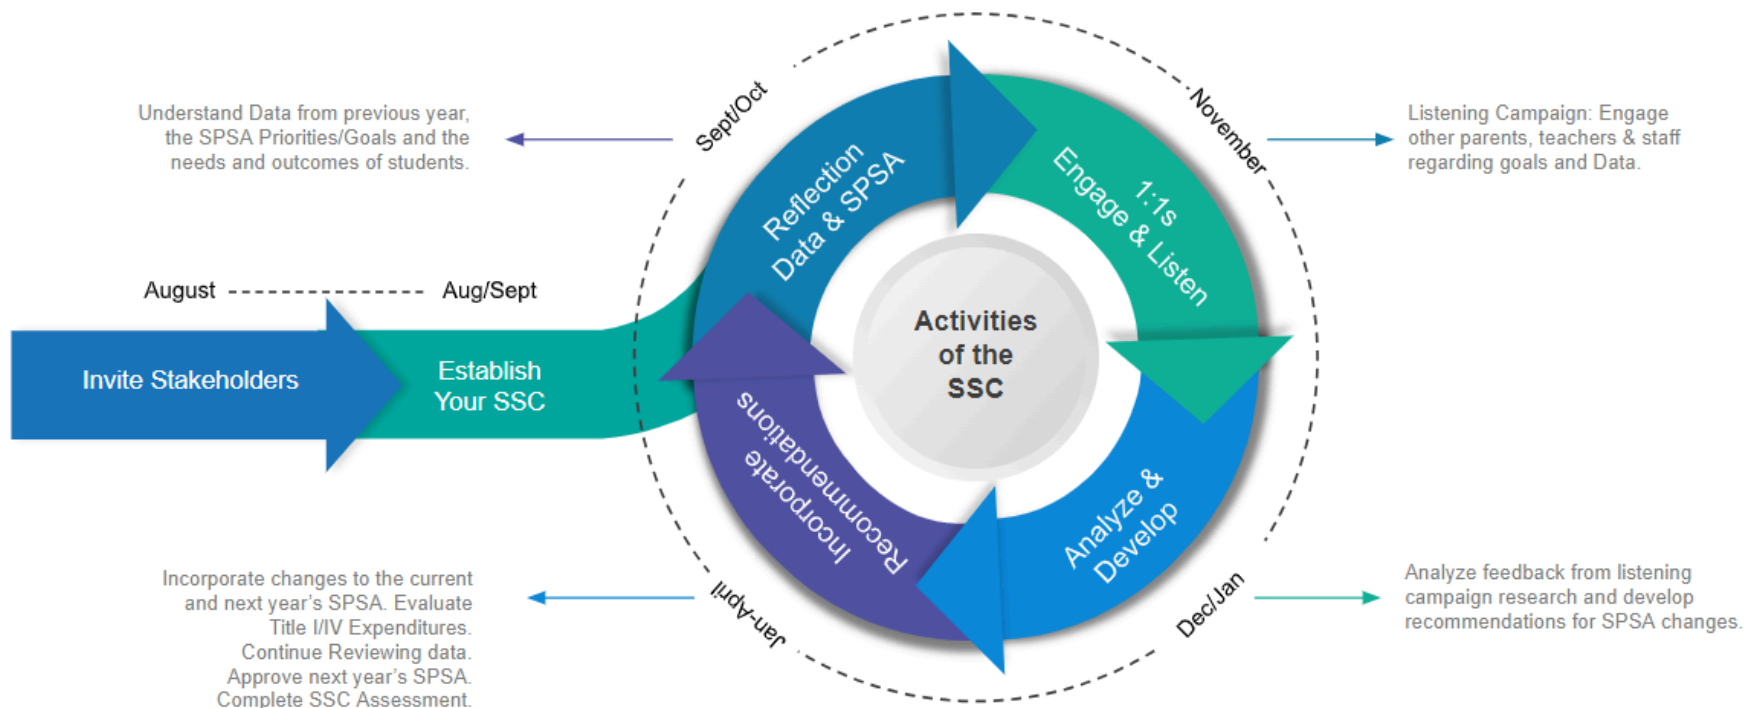 August
Aug/Sept
Invite Stakeholders
Establish
Your SSC
Sept/Oct
Understand Data from previous year,
the SPSA Priorities/Goals and the
needs and outcomes of students.
Reflection
Data & SPSA
November
Listening Campaign: Engage
other parents, teachers & staff
regarding goals and Data.
1:1s
Engage & Listen
Activities
of the
SSC
Dec/Jan
Analyze feedback from listening
campaign research and develop
recommendations for SPSA changes.
Analyze &
Develop
Jan-April
Incorporate changes to the current
and next year's SPSA. Evaluate
Title I/IV Expenditures.
Continue Reviewing data.
Approve next year's SPSA.
Complete SSC Assessment.
Incorporate
Recommendations